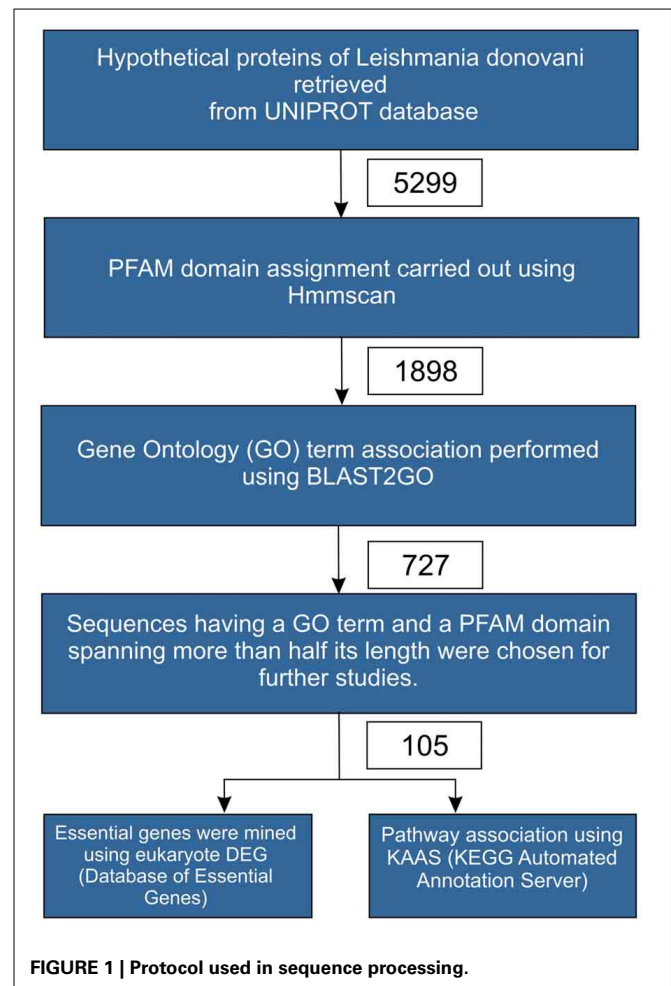 Hypothetical proteins of Leishmania donovani
retrieved
from UNIPROT database
5299
PFAM domain assignment carried out using
Hmmscan
1898
Gene Ontology (GO) term association performed
using BLAST2GO
727
Sequences having a GO term and a PFAM domain
spanning more than half its length were chosen for
further studies.
105
Essential genes were mined
using eukaryote DEG
(Database of Essential
Genes)
Pathway association using
KAAS (KEGG Automated
Annotation Server)
FIGURE 1 | Protocol used in sequence processing.